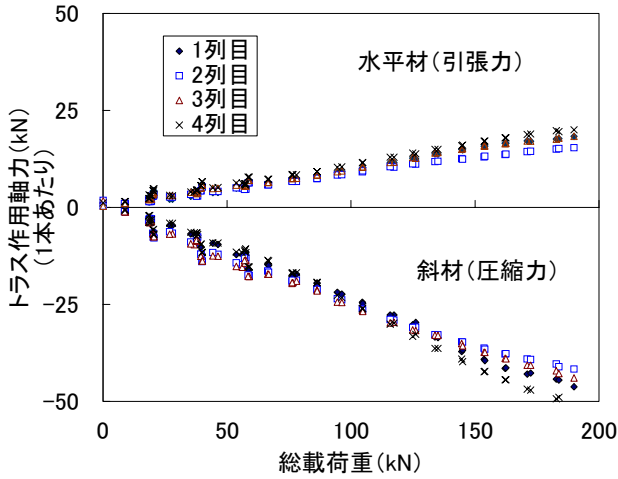 50
25
0
-25
-50
トラス作用軸力(kN)
(1本あたり)
1列目
2列目
3列目
4列目
水平材(引張力)
斜材(圧縮力)
0 50 100 150 200
総載荷重(kN)